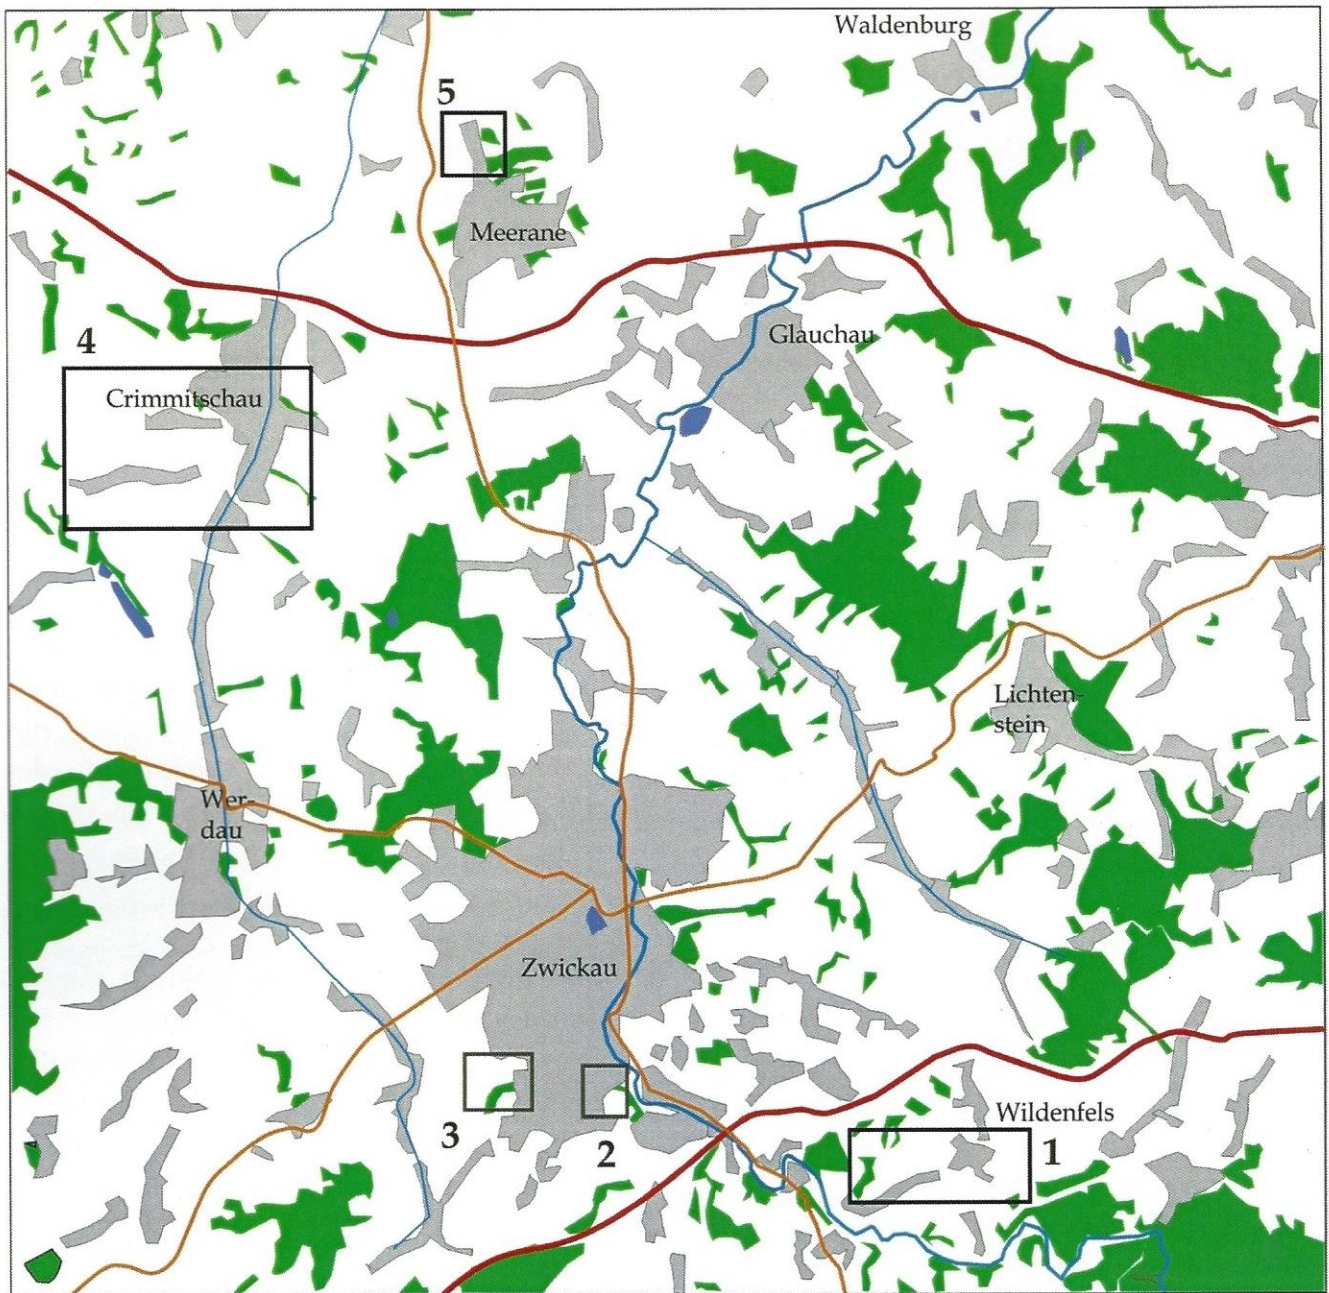 Waldenburg
5
Meerane
Glauchau
4
Crimmitschau
Lichten-
stein
Wer-
dau
Zwickau
3
2
Wildenfels
1